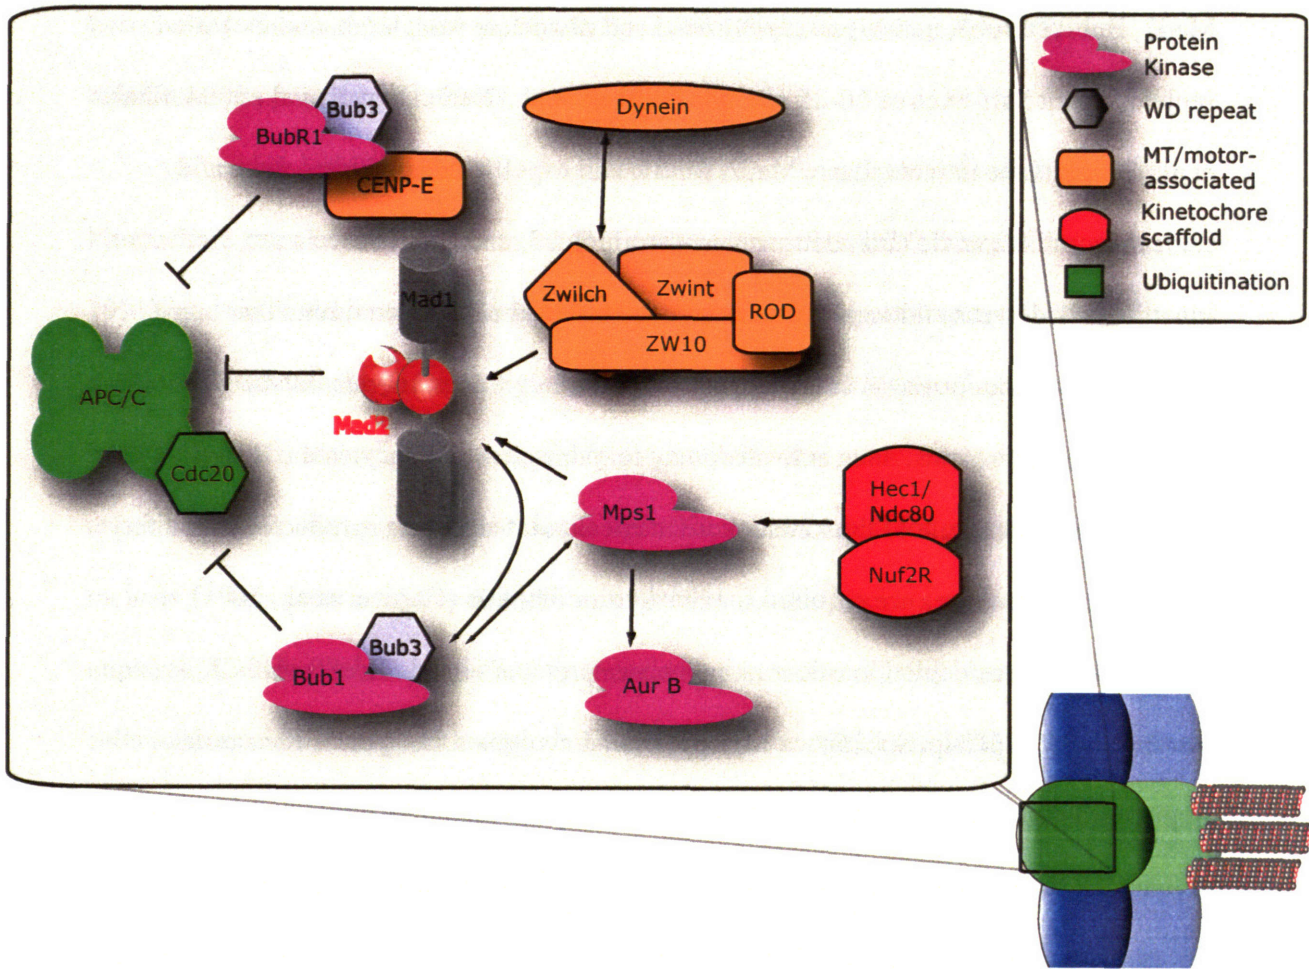 Bub3
BubR1
CENP-E
Dynein
Mad1
Zwilch
Zwint
ROD
ZW10
APC/C
Mad2
Cdc20
Mps1
Hec1/
Ndc80
Nuf2R
Bub3
Bub1
Aur B
Protein
Kinase
WD repeat
MT/motor-
associated
Kinetochore
scaffold
Ubiquitination